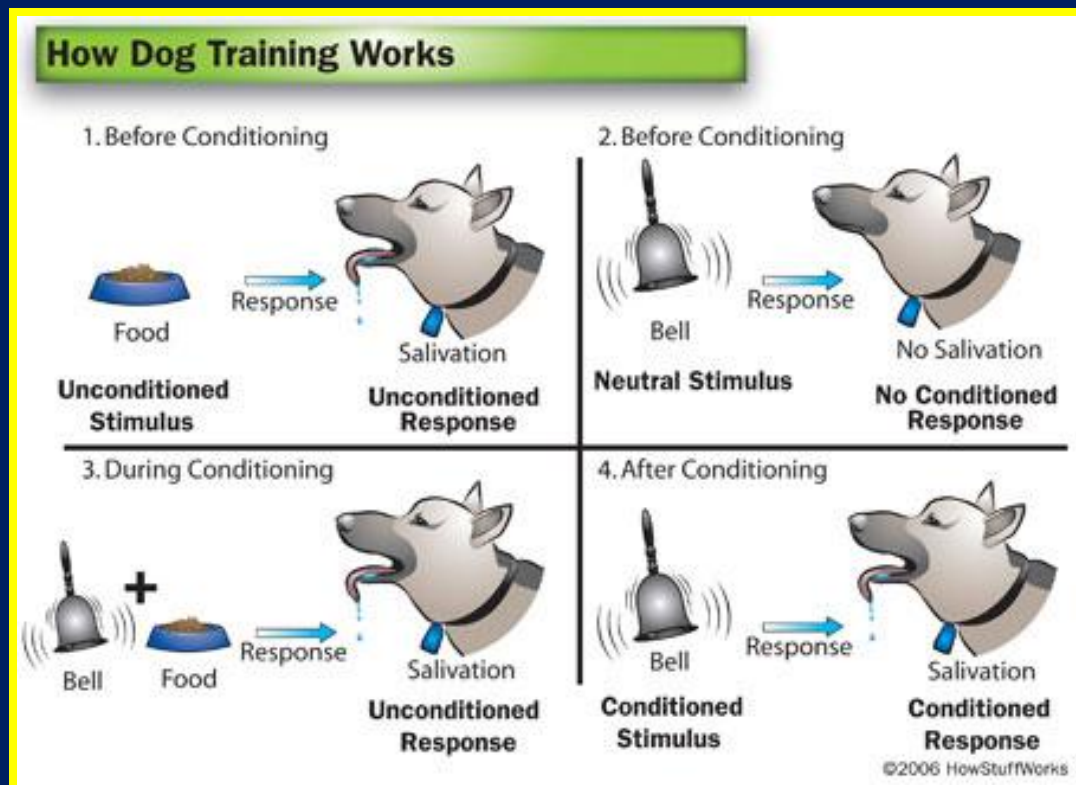 How Dog Training Works
1. Before Conditioning
Food
Response
Salivation
Unconditioned
Stimulus
Unconditioned
Response
2. Before Conditioning
Bell
Response
No Salivation
Neutral Stimulus
No Conditioned
Response
3. During Conditioning
+
Bell
Food
Response
Salivation
Unconditioned
Response
4. After Conditioning
Bell
Response
Salivation
Conditioned
Stimulus
Conditioned
Response
©2006 HowStuffWorks